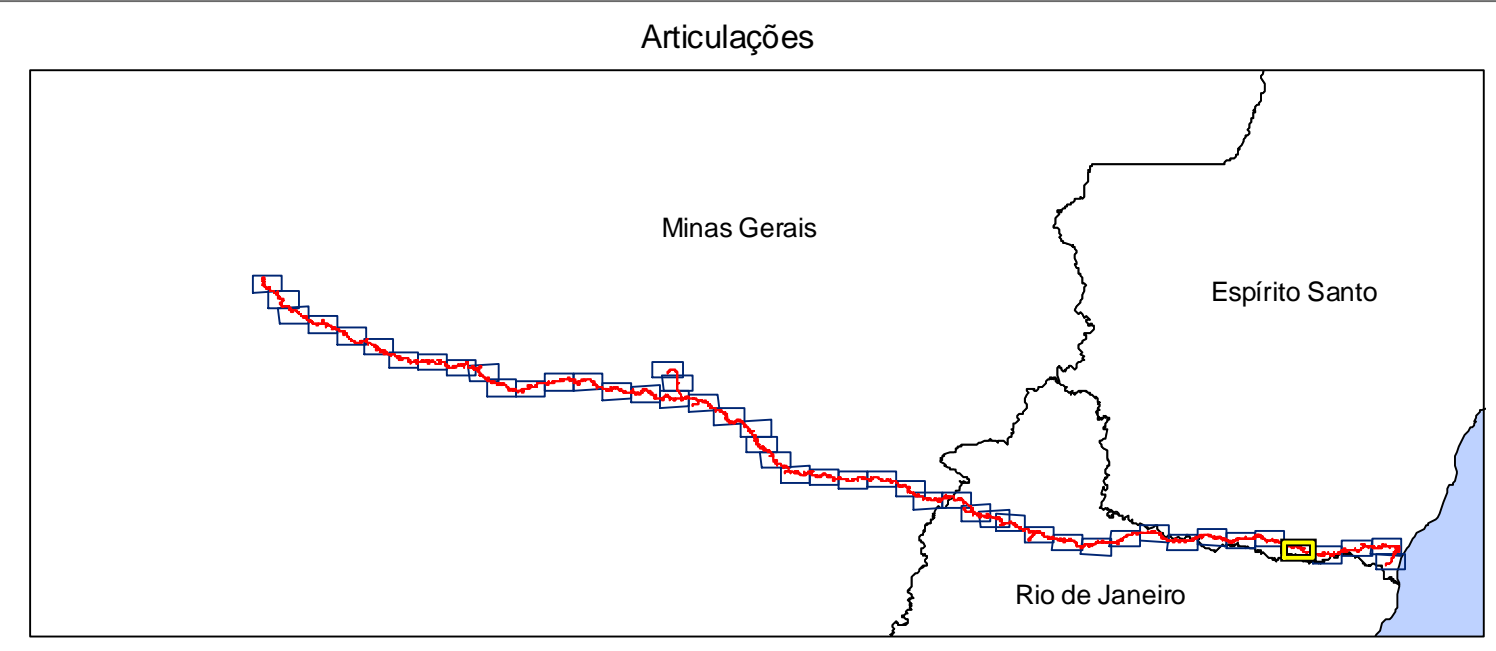 Articulações
Minas Gerais
Espírito Santo
Rio de Janeiro